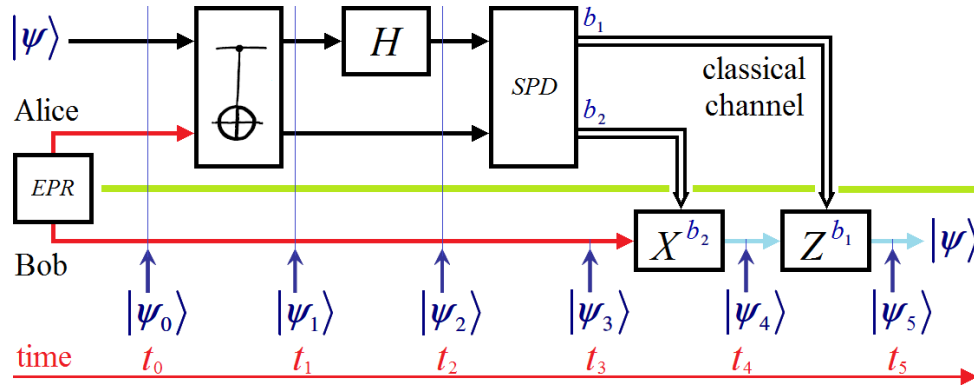 |ψ⟩
H
SPD
b₁
classical
channel
b₂
Alice
EPR
Bob
X^b₂
Z^b₁
|ψ⟩
|ψ₀⟩ |ψ₁⟩ |ψ₂⟩ |ψ₃⟩ |ψ₄⟩ |ψ₅⟩
time t₀ t₁ t₂ t₃ t₄ t₅